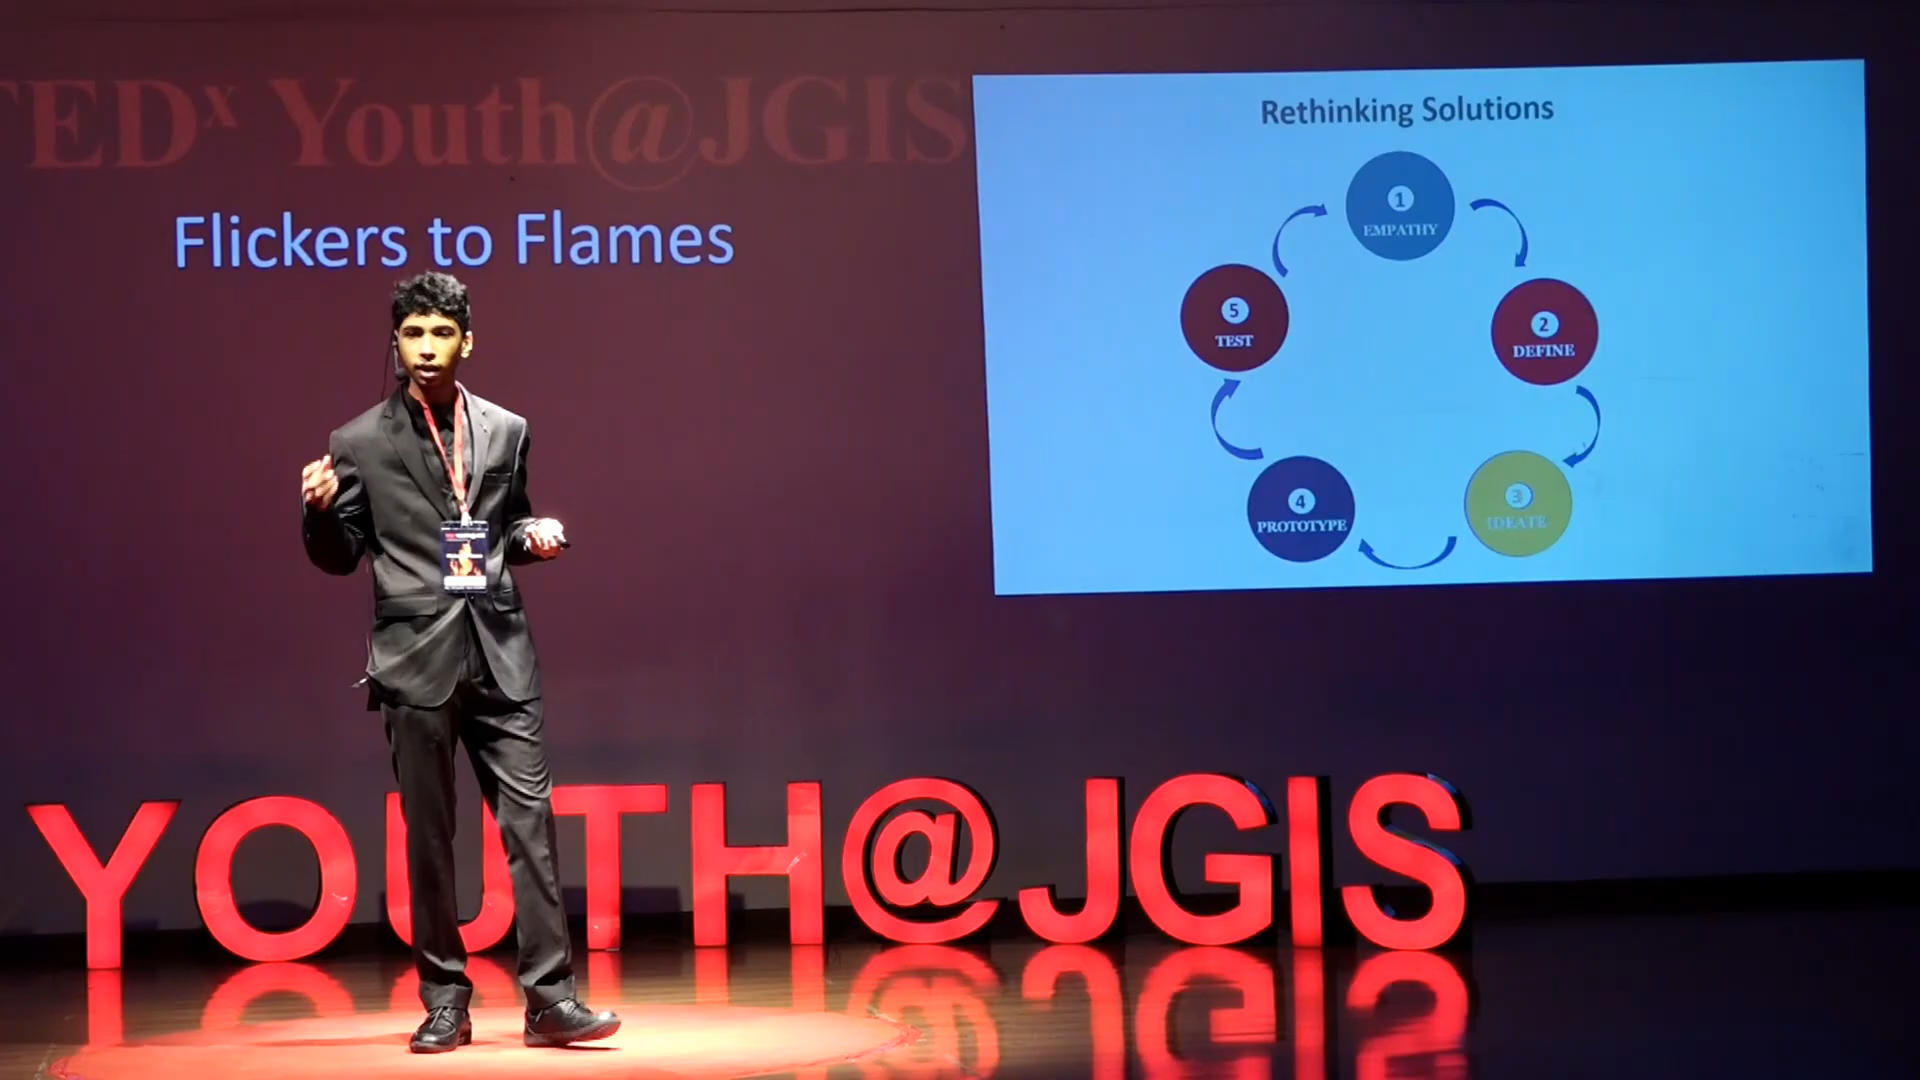 TEDx Youth@JGIS
Flickers to Flames
Rethinking Solutions
1
EMPATHY
2
DEFINE
3
IDEATE
4
PROTOTYPE
5
TEST
YOUTH@JGIS